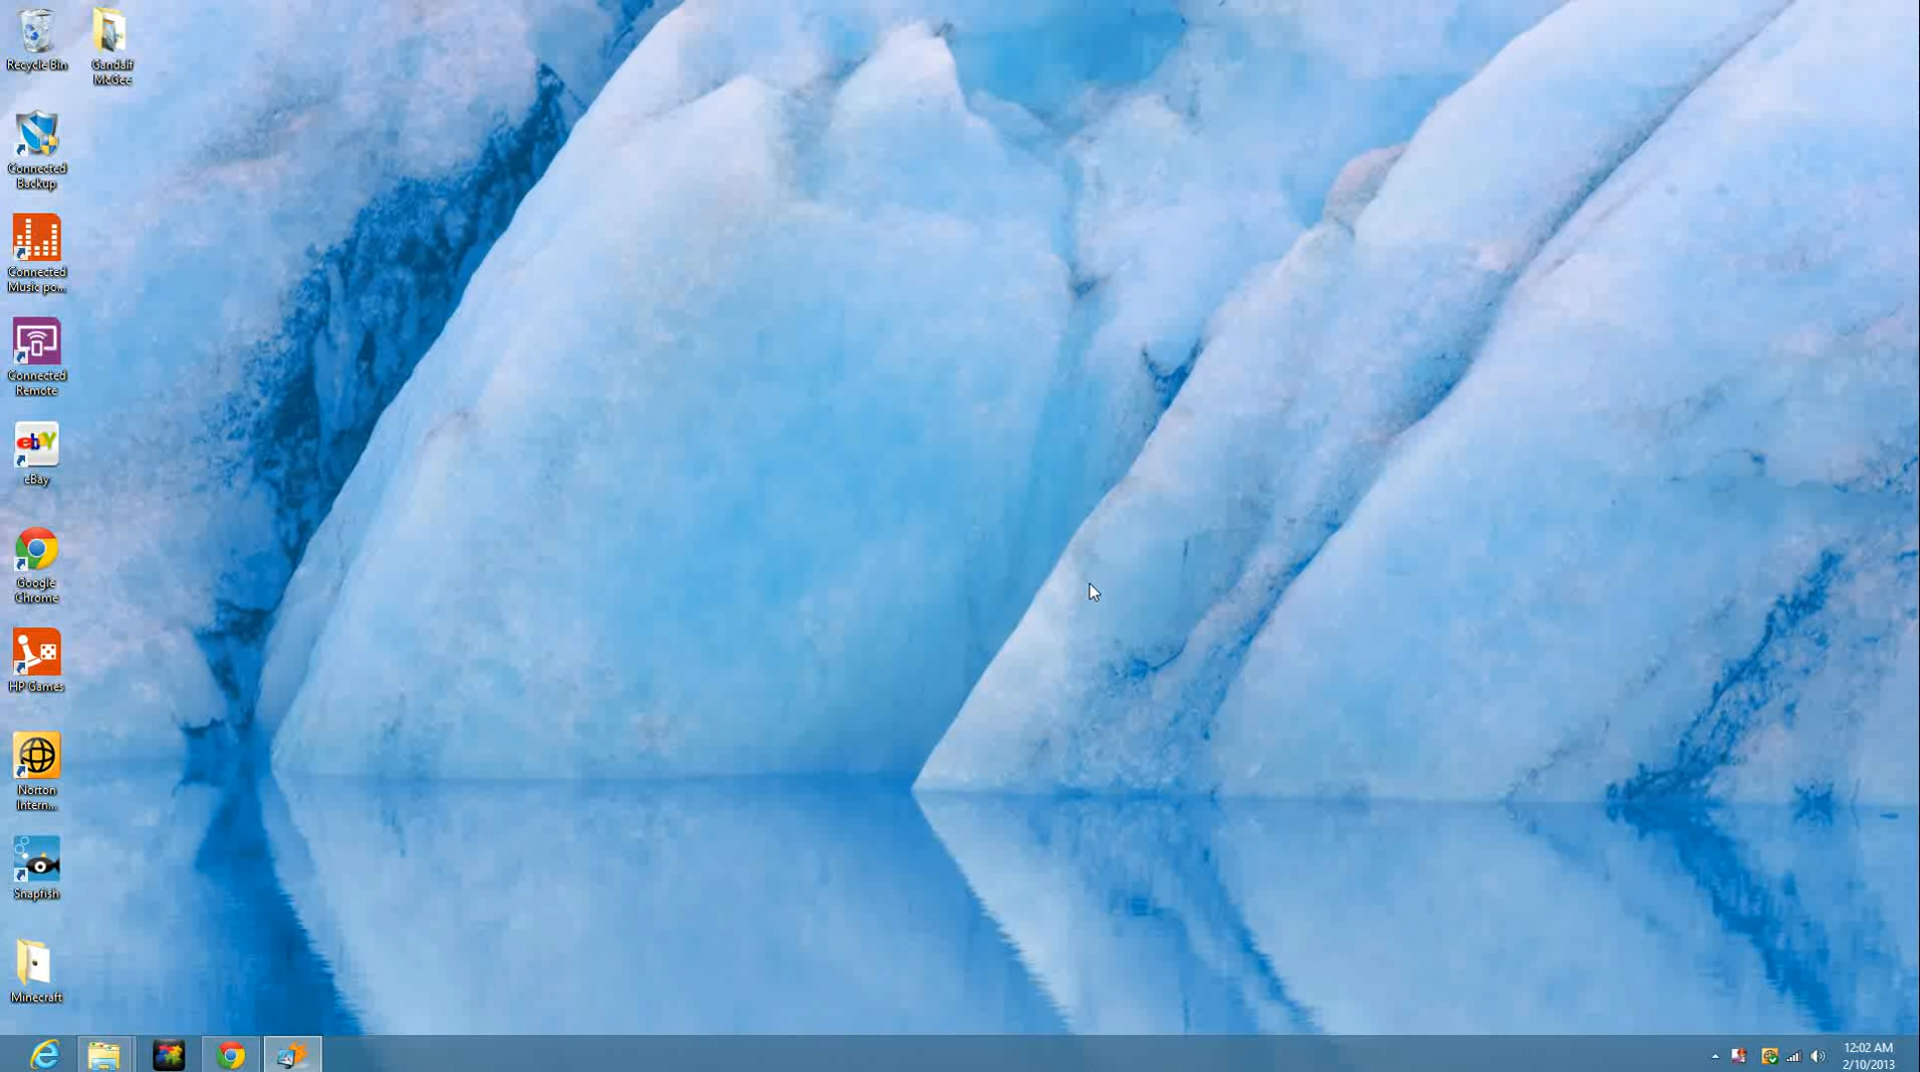 Recycle Bin
Gandalf
McGee
Connected
Backup
Connected
Music po...
Connected
Remote
ebY
eBay
Google
Chrome
HP Games
Norton
Intern...
Snapfish
Minecraft
12:02 AM
2/10/2013